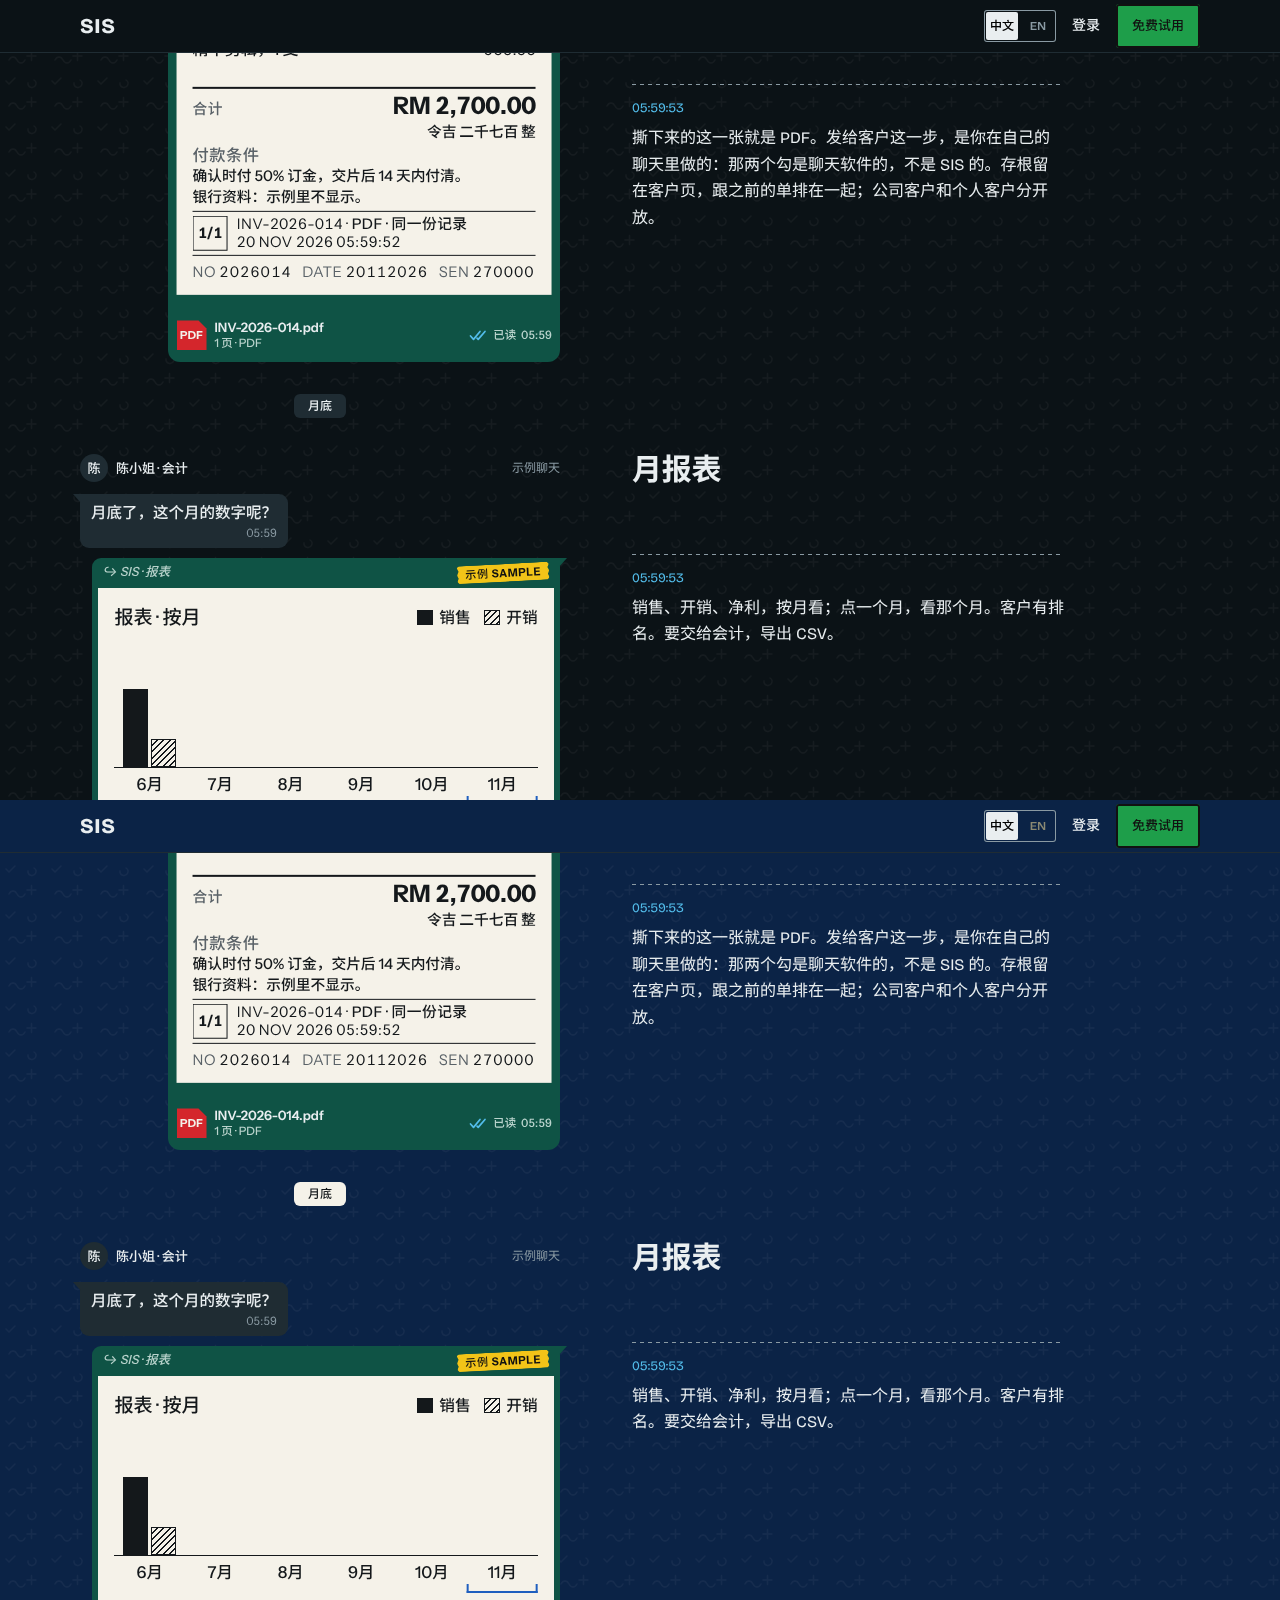 SIS
中文 EN 登录 免费试用
合计 RM 2,700.00
令吉 二千七百 整
付款条件
确认时付 50% 订金，交片后 14 天内付清。
银行资料：示例里不显示。
1/1
INV-2026-014 · PDF · 同一份记录
20 NOV 2026 05:59:52
NO 2026014 DATE 20112026 SEN 270000
PDF
INV-2026-014.pdf
1 页 · PDF
已读 05:59
05:59:53
撕下来的这一张就是 PDF。发给客户这一步，是你在自己的
聊天里做的：那两个勾是聊天软件的，不是 SIS 的。存根留
在客户页，跟之前的单排在一起；公司客户和个人客户分开
放。
月底
陈 陈小姐 · 会计 示例聊天
月底了，这个月的数字呢？
05:59
SIS · 报表 示例 SAMPLE
报表 · 按月 销售 开销
6月 7月 8月 9月 10月 11月
月报表
05:59:53
销售、开销、净利，按月看；点一个月，看那个月。客户有排
名。要交给会计，导出 CSV。
SIS
中文 EN 登录 免费试用
合计 RM 2,700.00
令吉 二千七百 整
付款条件
确认时付 50% 订金，交片后 14 天内付清。
银行资料：示例里不显示。
1/1
INV-2026-014 · PDF · 同一份记录
20 NOV 2026 05:59:52
NO 2026014 DATE 20112026 SEN 270000
PDF
INV-2026-014.pdf
1 页 · PDF
已读 05:59
05:59:53
撕下来的这一张就是 PDF。发给客户这一步，是你在自己的
聊天里做的：那两个勾是聊天软件的，不是 SIS 的。存根留
在客户页，跟之前的单排在一起；公司客户和个人客户分开
放。
月底
陈 陈小姐 · 会计 示例聊天
月底了，这个月的数字呢？
05:59
SIS · 报表 示例 SAMPLE
报表 · 按月 销售 开销
6月 7月 8月 9月 10月 11月
月报表
05:59:53
销售、开销、净利，按月看；点一个月，看那个月。客户有排
名。要交给会计，导出 CSV。